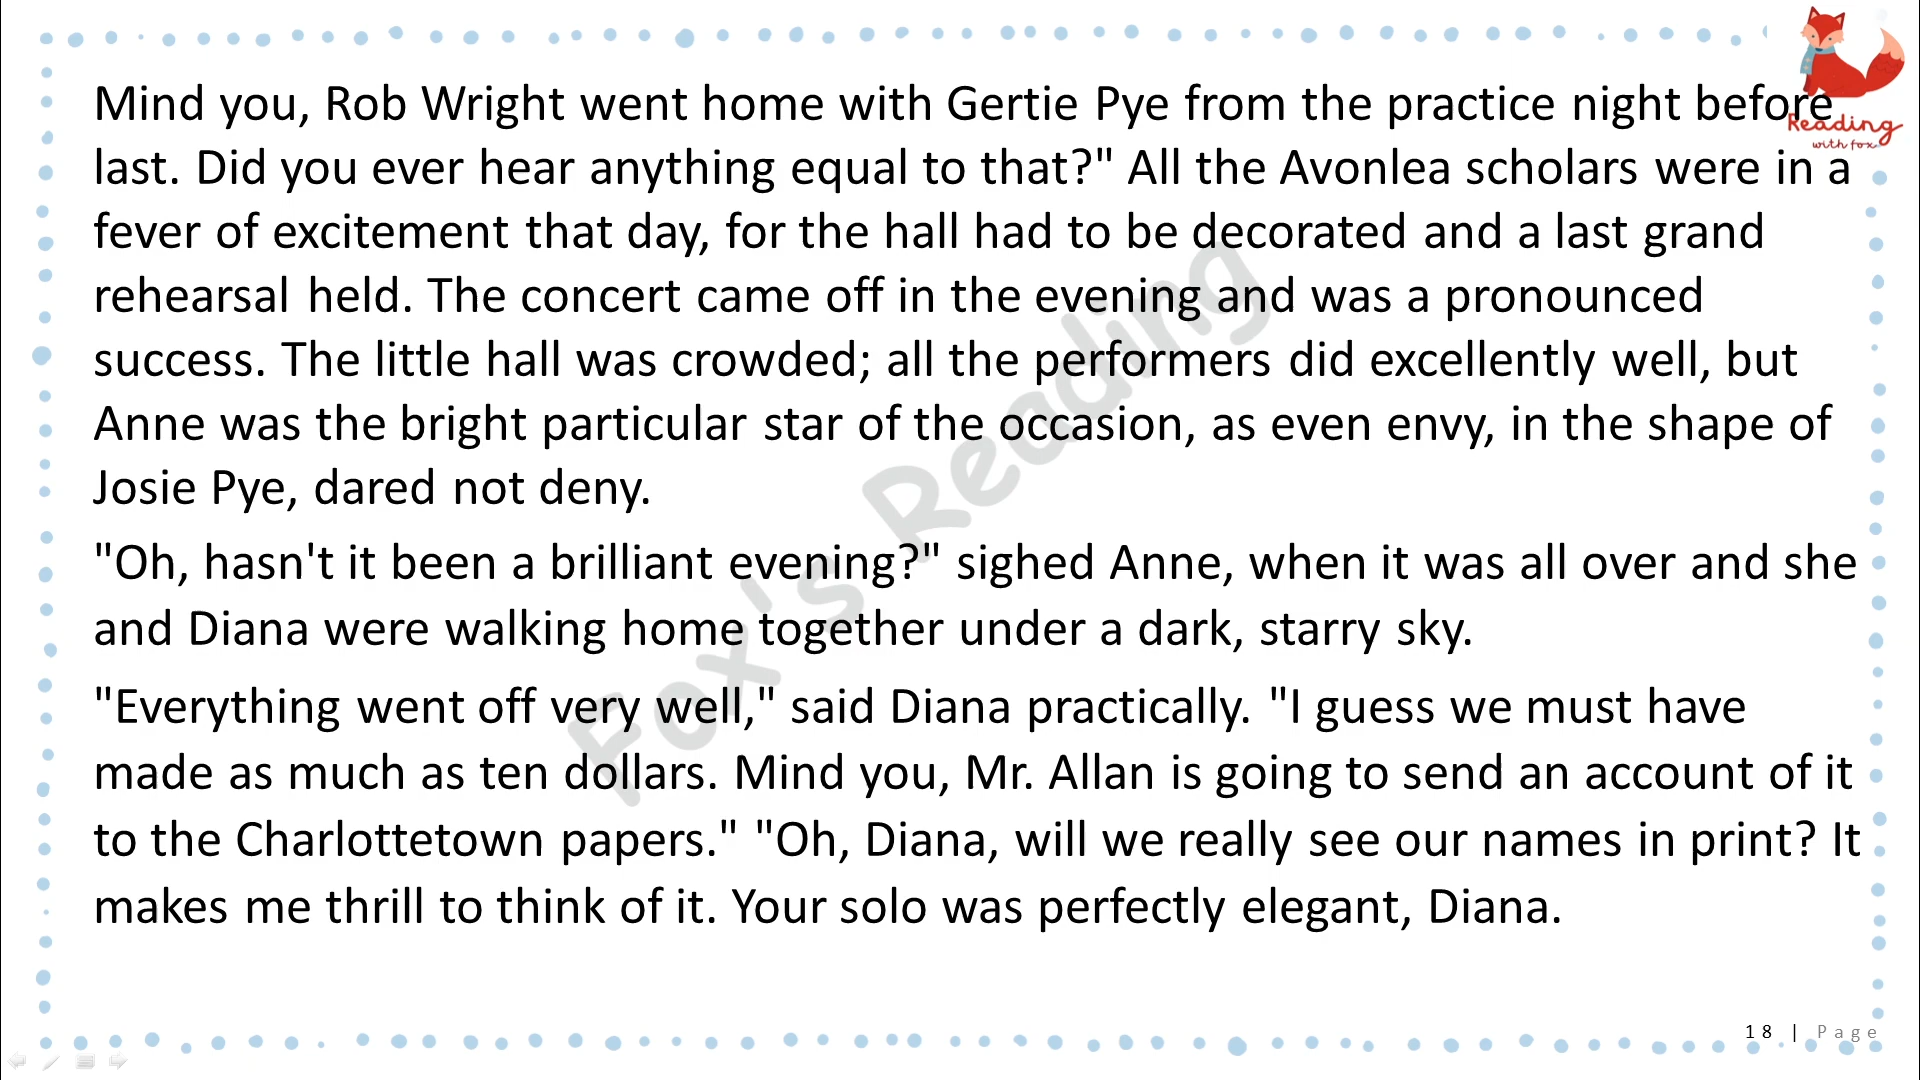 Mind you, Rob Wright went home with Gertie Pye from the practice night before
last. Did you ever hear anything equal to that?" All the Avonlea scholars were in a
fever of excitement that day, for the hall had to be decorated and a last grand
rehearsal held. The concert came off in the evening and was a pronounced
success. The little hall was crowded; all the performers did excellently well, but
Anne was the bright particular star of the occasion, as even envy, in the shape of
Josie Pye, dared not deny.
"Oh, hasn't it been a brilliant evening?" sighed Anne, when it was all over and she
and Diana were walking home together under a dark, starry sky.
"Everything went off very well," said Diana practically. "I guess we must have
made as much as ten dollars. Mind you, Mr. Allan is going to send an account of it
to the Charlottetown papers." "Oh, Diana, will we really see our names in print? It
makes me thrill to think of it. Your solo was perfectly elegant, Diana.
Reading
with fox
Fox's Reading
18 | Page